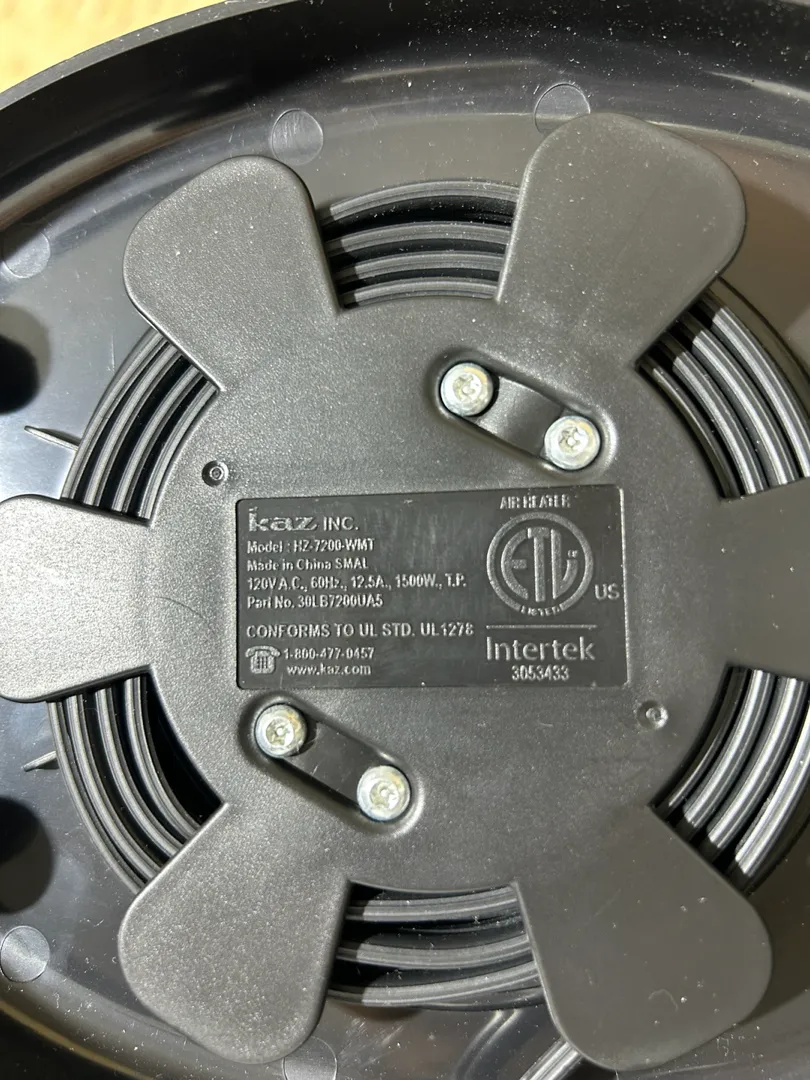 kaz INC.
Model : HZ-7200-WMT
Made in China SMAL
120V A.C., 60Hz., 12.5A., 1500W., T.P.
Part No. 30LB7200UA5
CONFORMS TO UL STD. UL1278
1-800-477-0457
www.kaz.com
AIR HEATER
ETL
LISTED
US
Intertek
3053433